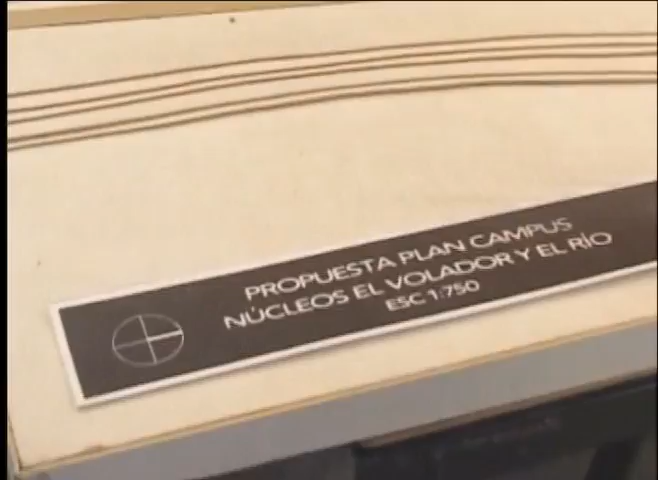 PROPUESTA PLAN CAMPUS
NÚCLEOS EL VOLADOR Y EL RÍO
ESC 1:750